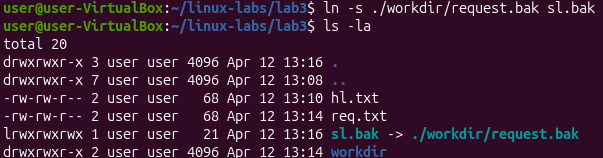 user@user-VirtualBox:~/linux-labs/lab3$ ln -s ./workdir/request.bak sl.bak
user@user-VirtualBox:~/linux-labs/lab3$ ls -la
total 20
drwxrwxr-x 3 user user 4096 Apr 12 13:16 .
drwxrwxr-x 7 user user 4096 Apr 12 13:08 ..
-rw-rw-r-- 2 user user   68 Apr 12 13:10 hl.txt
-rw-rw-r-- 2 user user   68 Apr 12 13:14 req.txt
lrwxrwxrwx 1 user user   21 Apr 12 13:16 sl.bak -> ./workdir/request.bak
drwxrwxr-x 2 user user 4096 Apr 12 13:14 workdir